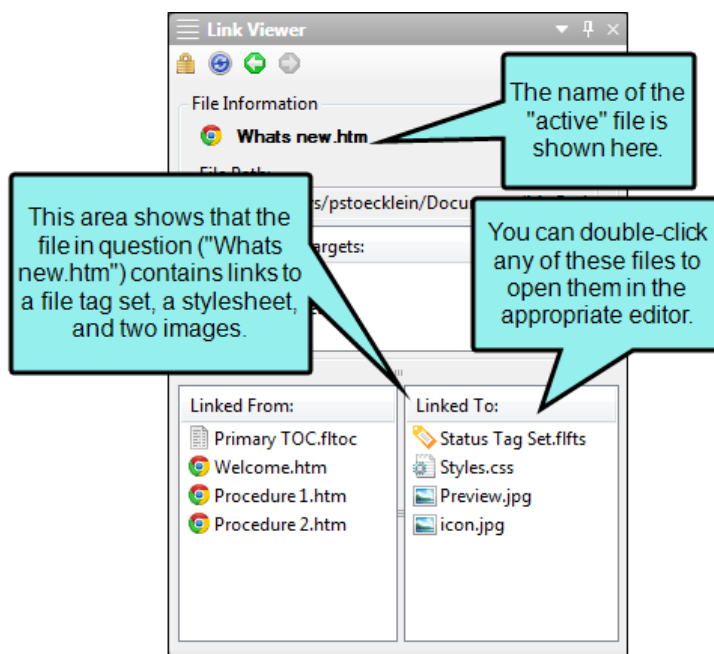 Link Viewer
File Information
Whats new.htm
The name of the
"active" file is
shown here.
File Path:
/pstoecklein/Docu
This area shows that the
file in question ("Whats
new.htm") contains links to
a file tag set, a stylesheet,
and two images.
You can double-click
any of these files to
open them in the
appropriate editor.
Linked From:
Primary TOC.fltoc
Welcome.htm
Procedure 1.htm
Procedure 2.htm
Linked To:
Status Tag Set.flfts
Styles.css
Preview.jpg
icon.jpg